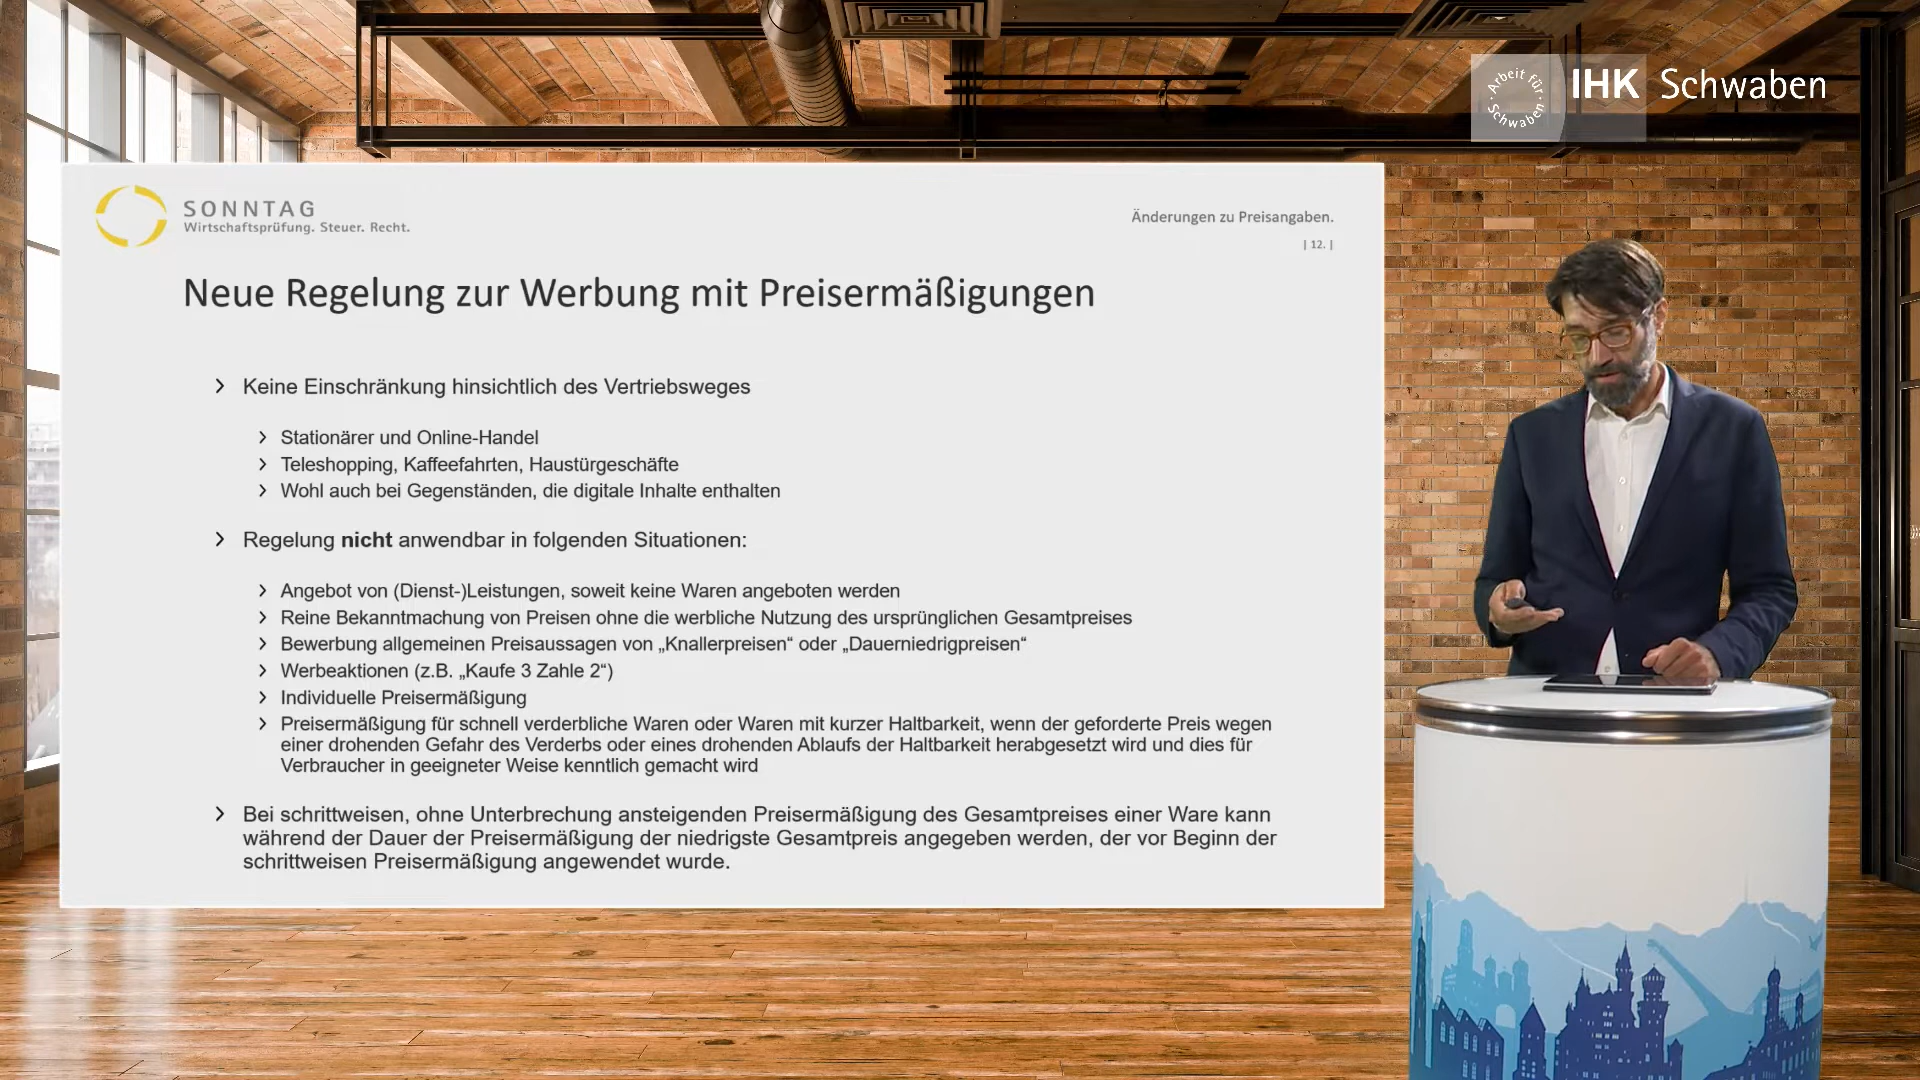 Arbeit für
Schwaben
IHK Schwaben
SONNTAG
Wirtschaftsprüfung. Steuer. Recht.
Änderungen zu Preisangaben.
| 12. |
Neue Regelung zur Werbung mit Preisermäßigungen
Keine Einschränkung hinsichtlich des Vertriebsweges
Stationärer und Online-Handel
Teleshopping, Kaffeefahrten, Haustürgeschäfte
Wohl auch bei Gegenständen, die digitale Inhalte enthalten
Regelung nicht anwendbar in folgenden Situationen:
Angebot von (Dienst-)Leistungen, soweit keine Waren angeboten werden
Reine Bekanntmachung von Preisen ohne die werbliche Nutzung des ursprünglichen Gesamtpreises
Bewerbung allgemeinen Preisaussagen von „Knallerpreisen“ oder „Dauerniedrigpreisen“
Werbeaktionen (z.B. „Kaufe 3 Zahle 2“)
Individuelle Preisermäßigung
Preisermäßigung für schnell verderbliche Waren oder Waren mit kurzer Haltbarkeit, wenn der geforderte Preis wegen
einer drohenden Gefahr des Verderbs oder eines drohenden Ablaufs der Haltbarkeit herabgesetzt wird und dies für
Verbraucher in geeigneter Weise kenntlich gemacht wird
Bei schrittweisen, ohne Unterbrechung ansteigenden Preisermäßigung des Gesamtpreises einer Ware kann
während der Dauer der Preisermäßigung der niedrigste Gesamtpreis angegeben werden, der vor Beginn der
schrittweisen Preisermäßigung angewendet wurde.